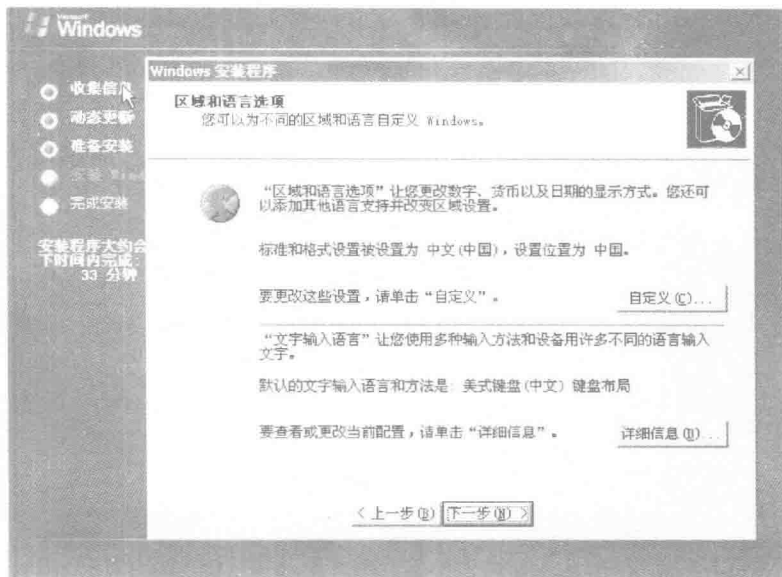 Microsoft
Windows
收集信息
动态更新
准备安装
安装 Wind
完成安装
安装程序大约会
下时间内完成:
33 分钟
Windows 安装程序
区域和语言选项
您可以为不同的区域和语言自定义 Windows。
“区域和语言选项”让您更改数字、货币以及日期的显示方式。您还可
以添加其他语言支持并改变区域设置。
标准和格式设置被设置为 中文(中国)，设置位置为 中国。
要更改这些设置，请单击“自定义”。
自定义(C)...
“文字输入语言”让您使用多种输入方法和设备用许多不同的语言输入
文字。
默认的文字输入语言和方法是: 美式键盘(中文) 键盘布局
要查看或更改当前配置，请单击“详细信息”。
详细信息(D)...
< 上一步(B)
下一步(N) >